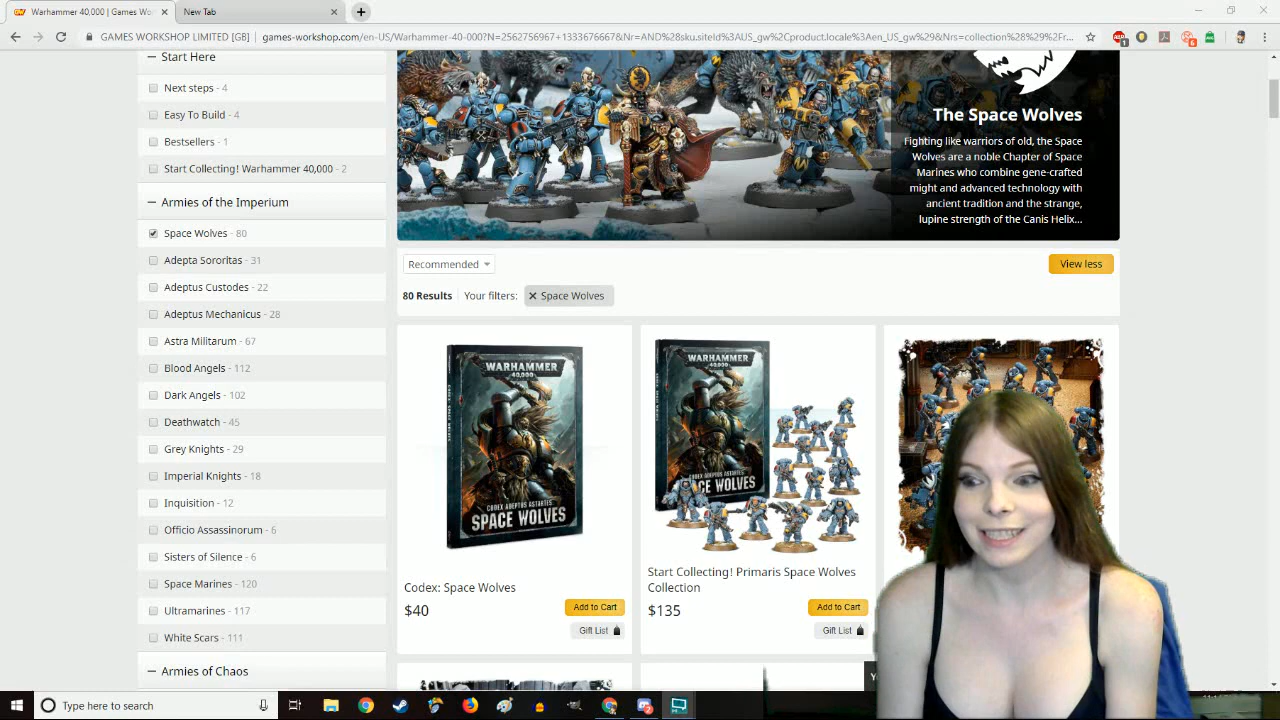 Warhammer 40,000 | Games Wo
New Tab
GAMES WORKSHOP LIMITED [GB]
games-workshop.com/en-US/Warhammer-40-000?N=2562756967+1333676667&Nr=AND%28sku.siteId%3AUS_gw%2Cproduct.locale%3Aen_US_gw%29&Nrs=collection%28%29%2Fr...
Start Here
Next steps - 4
Easy To Build - 4
Bestsellers - 1
Start Collecting! Warhammer 40,000 - 2
Armies of the Imperium
Space Wolves - 80
Adepta Sororitas - 31
Adeptus Custodes - 22
Adeptus Mechanicus - 28
Astra Militarum - 67
Blood Angels - 112
Dark Angels - 102
Deathwatch - 45
Grey Knights - 29
Imperial Knights - 18
Inquisition - 12
Officio Assassinorum - 6
Sisters of Silence - 6
Space Marines - 120
Ultramarines - 117
White Scars - 111
Armies of Chaos
The Space Wolves
Fighting like warriors of old, the Space
Wolves are a noble Chapter of Space
Marines who combine gene-crafted
might and advanced technology with
ancient tradition and the strange,
lupine strength of the Canis Helix...
Recommended
View less
80 Results
Your filters:
Space Wolves
WARHAMMER
40,000
CODEX ADEPTUS ASTARTES
SPACE WOLVES
Codex: Space Wolves
$40
Add to Cart
Gift List
WARHAMMER
40,000
CODEX ADEPTUS ASTARTES
SPACE WOLVES
Start Collecting! Primaris Space Wolves
Collection
$135
Add to Cart
Gift List
Type here to search